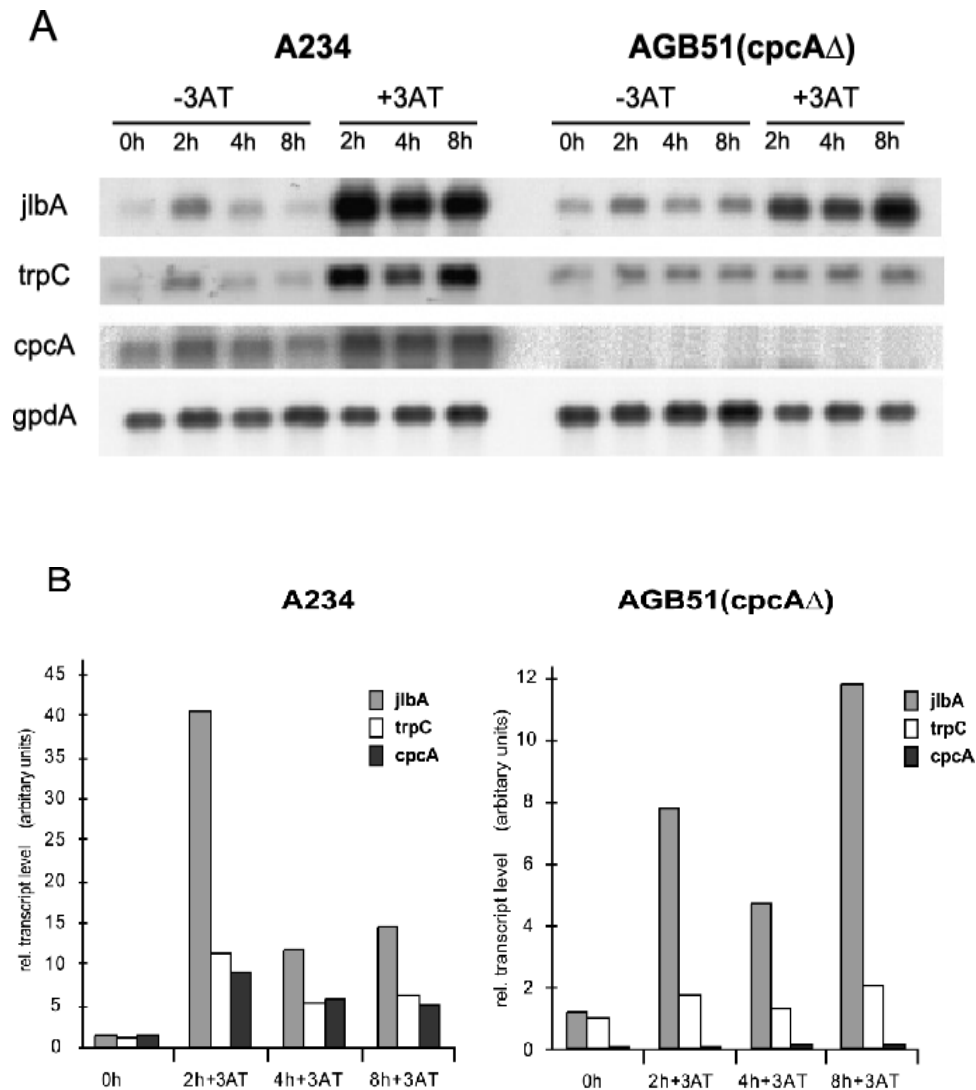 A
A234 AGB51(cpcAΔ)
-3AT +3AT -3AT +3AT
0h 2h 4h 8h 2h 4h 8h 0h 2h 4h 8h 2h 4h 8h
jlbA
trpC
cpcA
gpdA
B
A234
rel. transcript level (arbitary units)
45
40
35
30
25
20
15
10
5
0
jlbA
trpC
cpcA
0h 2h+3AT 4h+3AT 8h+3AT
AGB51(cpcAΔ)
rel. transcript level (arbitary units)
12
10
8
6
4
2
0
jlbA
trpC
cpcA
0h 2h+3AT 4h+3AT 8h+3AT